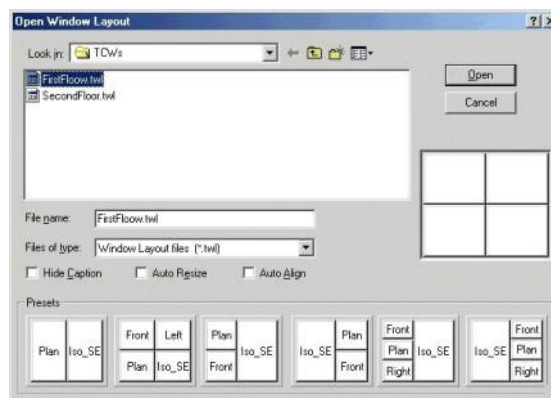 Open Window Layout
Look in: TCWs
FirstFloow.twl
SecondFloor.twl
Open
Cancel
File name: FirstFloow.twl
Files of type: Window Layout files (*.twl)
Hide Caption Auto Resize Auto Align
Presets
Plan Iso_SE
Front Left
Plan Iso_SE
Plan
Front Iso_SE
Iso_SE Plan
Front
Front
Plan
Right Iso_SE
Iso_SE Front
Plan
Right